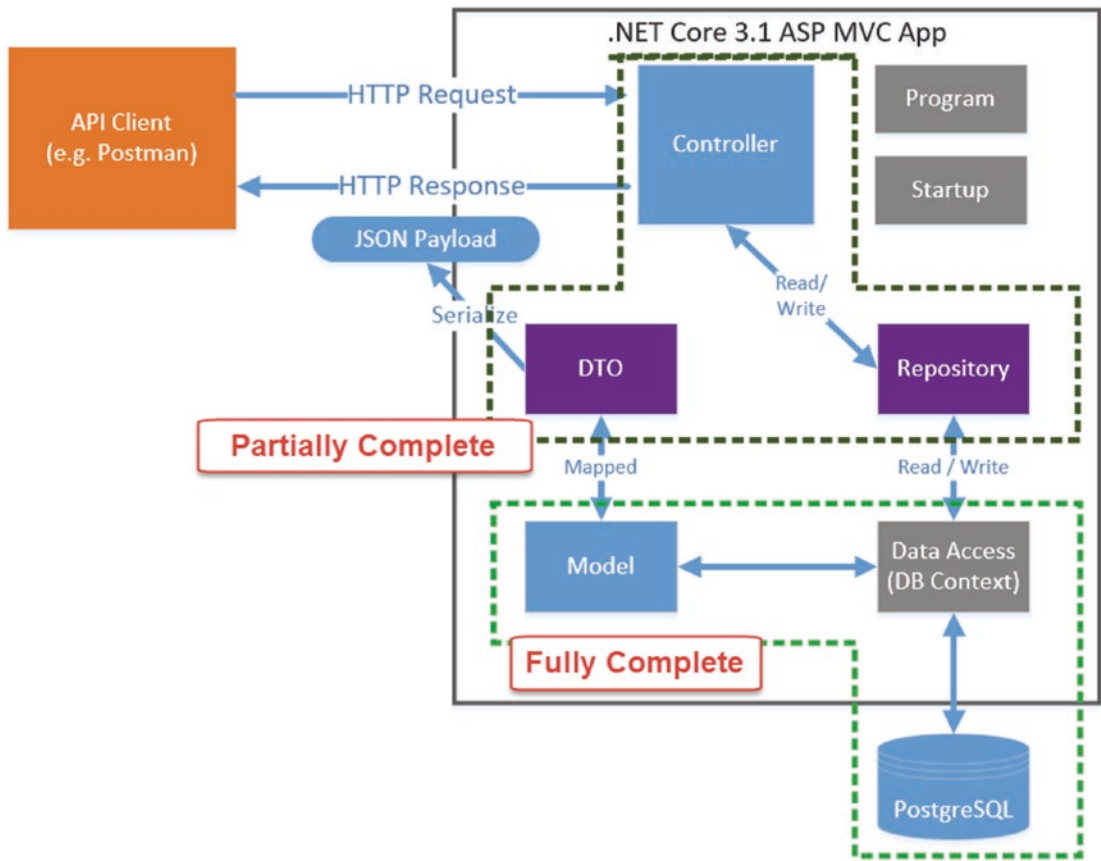 .NET Core 3.1 ASP MVC App
API Client
(e.g. Postman)
HTTP Request
HTTP Response
JSON Payload
Controller
Program
Startup
Read/
Write
Serialize
DTO
Repository
Partially Complete
Mapped
Read / Write
Model
Data Access
(DB Context)
Fully Complete
PostgreSQL